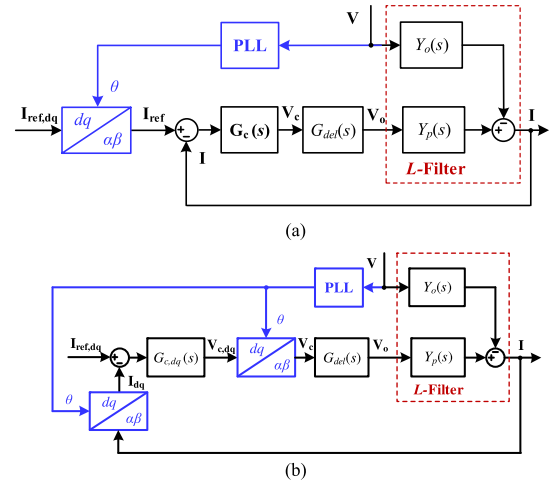 V
PLL
Yo(s)
θ
Iref,dq
dq
αβ
Iref
+
−
I
Gc(s)
Vc
Gdel(s)
Vo
Yp(s)
−
+
I
L-Filter
(a)
V
PLL
Yo(s)
θ
Iref,dq
+
−
Gc,dq(s)
Vc,dq
dq
αβ
Vc
Gdel(s)
Vo
Yp(s)
−
+
I
Idq
θ
dq
αβ
L-Filter
(b)